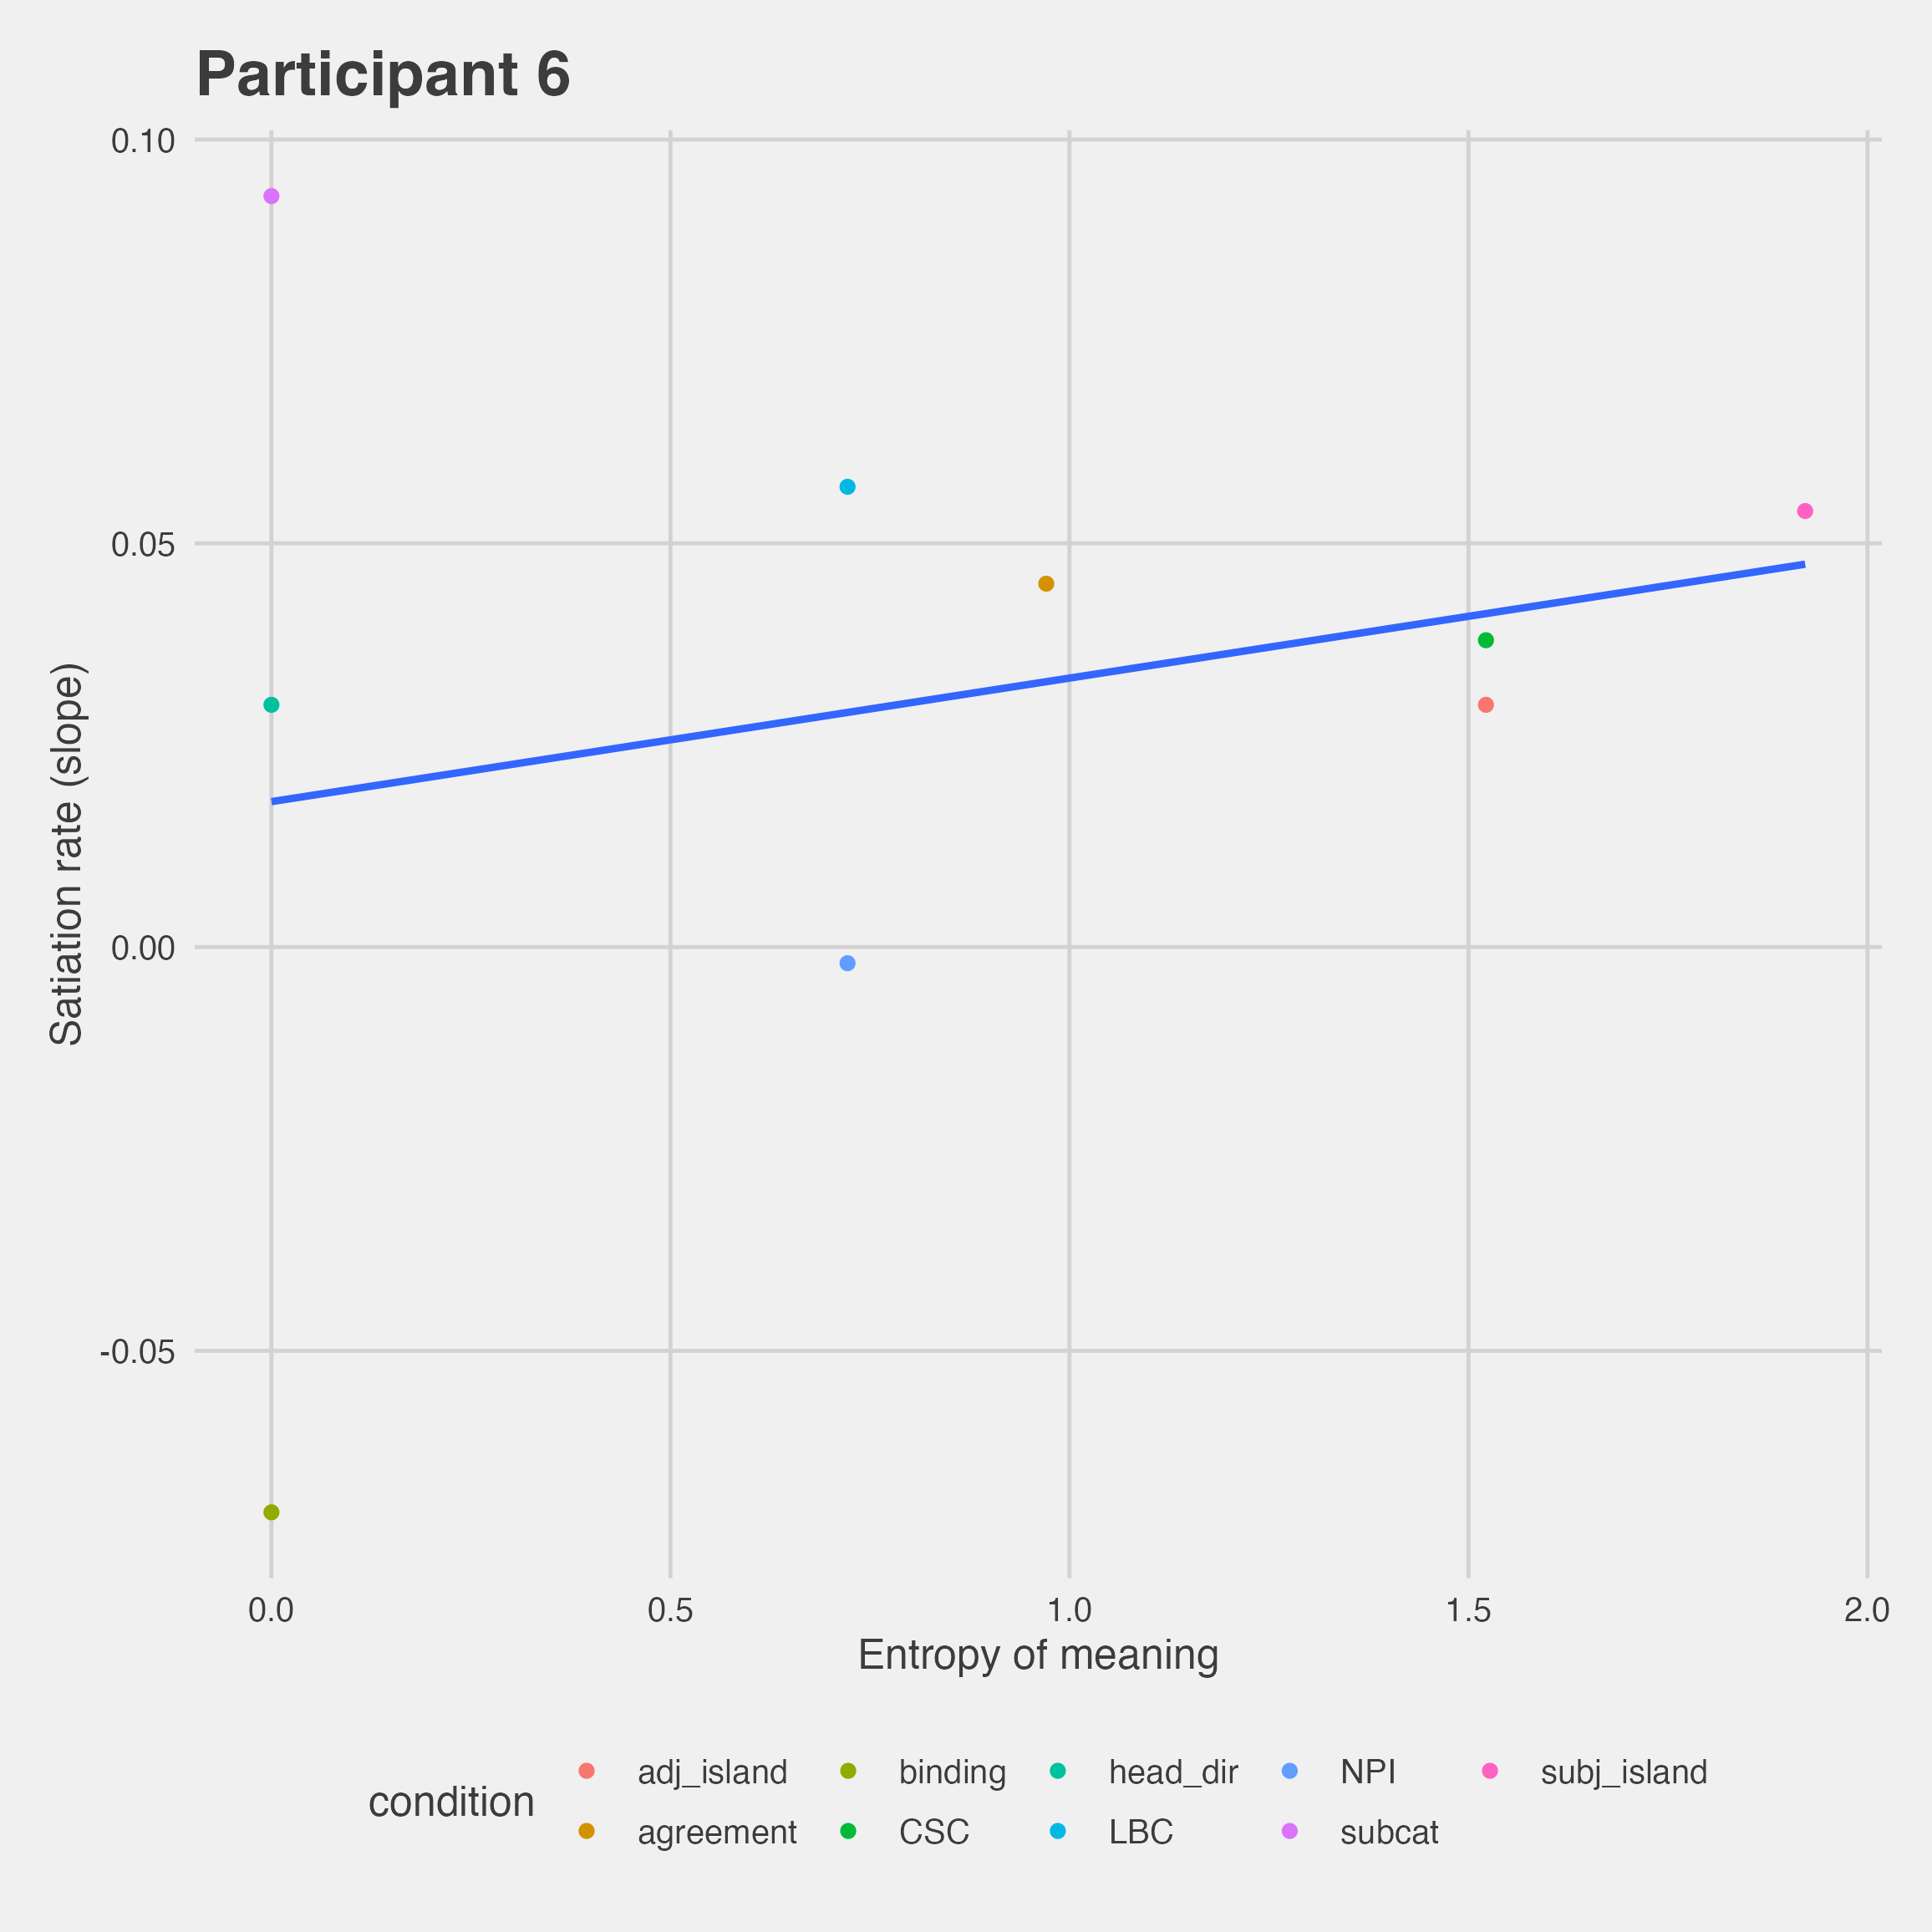 Participant 6
0.10
0.05
0.00
-0.05
Satiation rate (slope)
0.0 0.5 1.0 1.5 2.0
Entropy of meaning
condition
adj_island binding head_dir NPI subj_island
agreement CSC LBC subcat